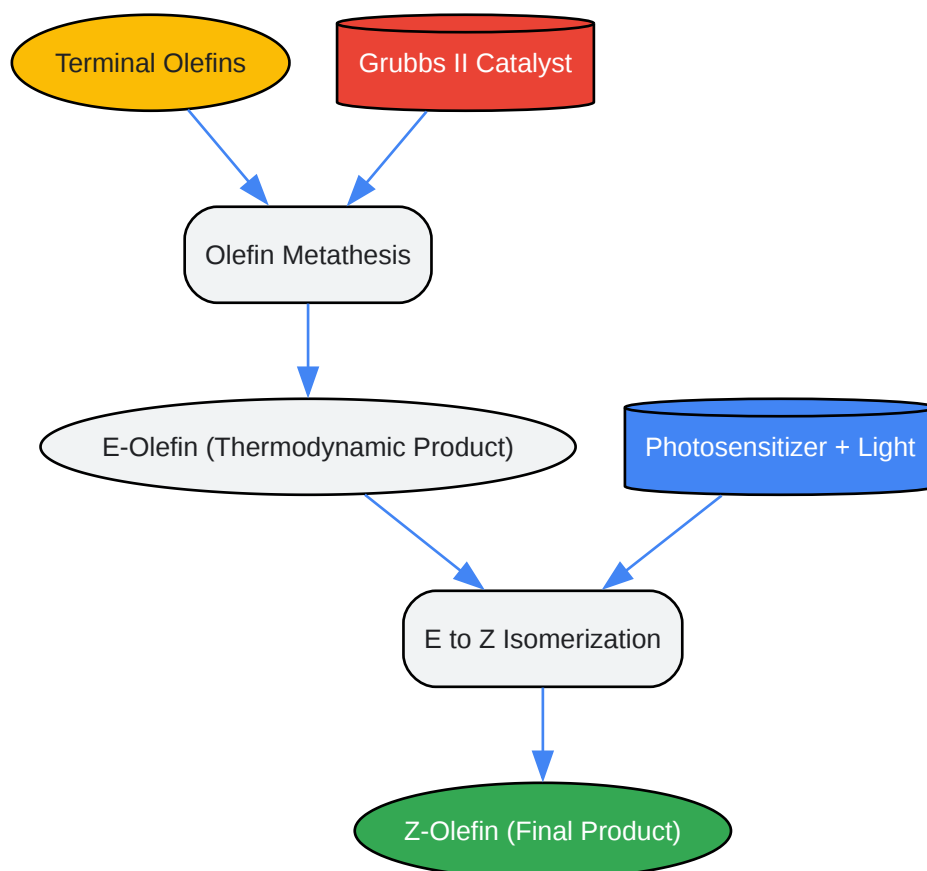 Terminal Olefins
Grubbs II Catalyst
Olefin Metathesis
E-Olefin (Thermodynamic Product)
Photosensitizer + Light
E to Z Isomerization
Z-Olefin (Final Product)